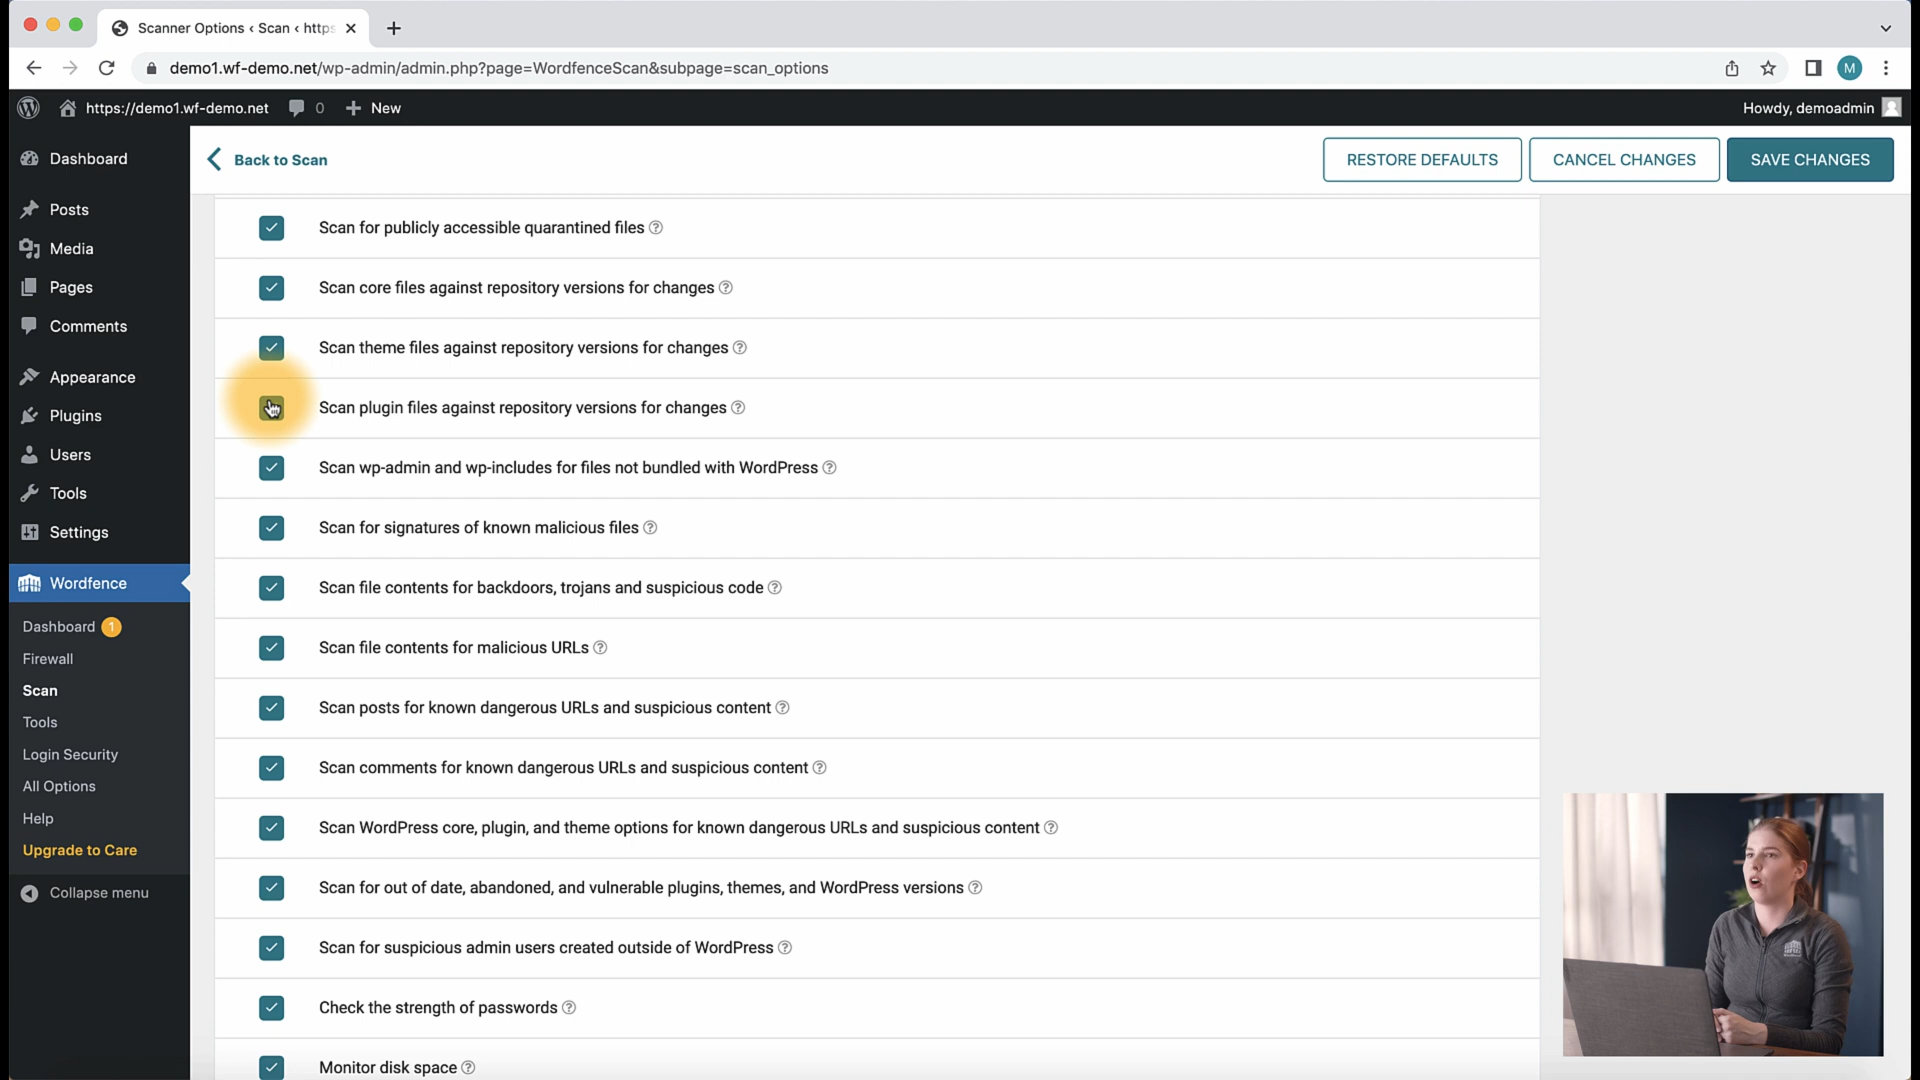 Scanner Options ‹ Scan ‹ https
demo1.wf-demo.net/wp-admin/admin.php?page=WordfenceScan&subpage=scan_options
M
https://demo1.wf-demo.net
0
New
Howdy, demoadmin
Dashboard
Posts
Media
Pages
Comments
Appearance
Plugins
Users
Tools
Settings
Wordfence
Dashboard 1
Firewall
Scan
Tools
Login Security
All Options
Help
Upgrade to Care
Collapse menu
Back to Scan
RESTORE DEFAULTS
CANCEL CHANGES
SAVE CHANGES
Scan for publicly accessible quarantined files
Scan core files against repository versions for changes
Scan theme files against repository versions for changes
Scan plugin files against repository versions for changes
Scan wp-admin and wp-includes for files not bundled with WordPress
Scan for signatures of known malicious files
Scan file contents for backdoors, trojans and suspicious code
Scan file contents for malicious URLs
Scan posts for known dangerous URLs and suspicious content
Scan comments for known dangerous URLs and suspicious content
Scan WordPress core, plugin, and theme options for known dangerous URLs and suspicious content
Scan for out of date, abandoned, and vulnerable plugins, themes, and WordPress versions
Scan for suspicious admin users created outside of WordPress
Check the strength of passwords
Monitor disk space